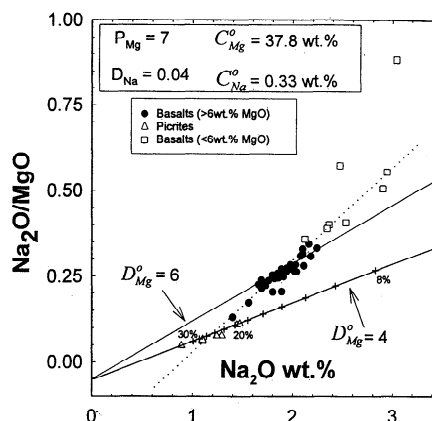 1.00
0.75
0.50
0.25
0.00
Na2O/MgO
P_Mg = 7 C°_Mg = 37.8 wt.%
D_Na = 0.04 C°_Na = 0.33 wt.%
● Basalts (>6wt.% MgO)
△ Picrites
□ Basalts (<6wt.% MgO)
D°_Mg = 6
8%
30%
20%
D°_Mg = 4
Na2O wt.%
0 1 2 3